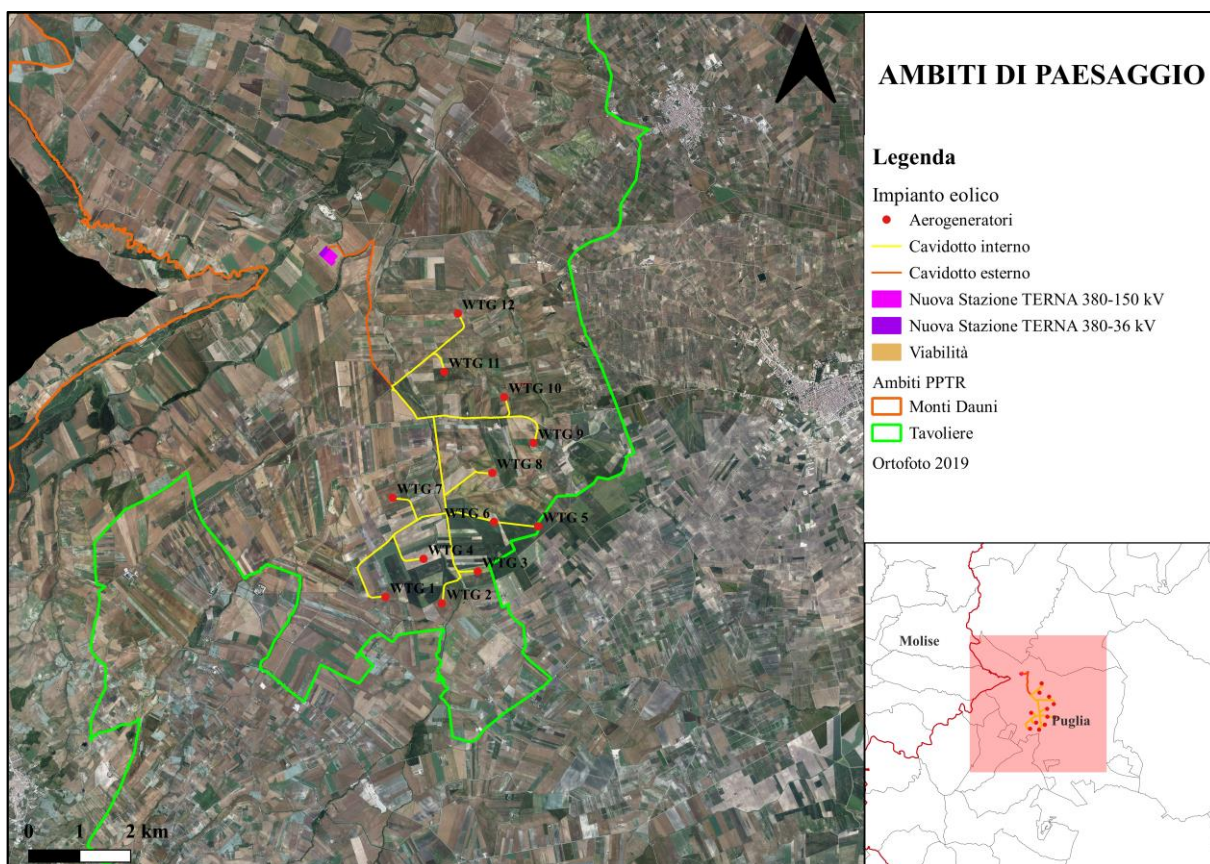 AMBITI DI PAESAGGIO
Legenda
Impianto eolico
Aerogeneratori
Cavidotto interno
Cavidotto esterno
Nuova Stazione TERNA 380-150 kV
Nuova Stazione TERNA 380-36 kV
Viabilità
Ambiti PPTR
Monti Dauni
Tavoliere
Ortofoto 2019
WTG 12
WTG 11
WTG 10
WTG 9
WTG 8
WTG 7
WTG 6
WTG 5
WTG 4
WTG 3
WTG 1
WTG 2
0 1 2 km
Molise
Puglia